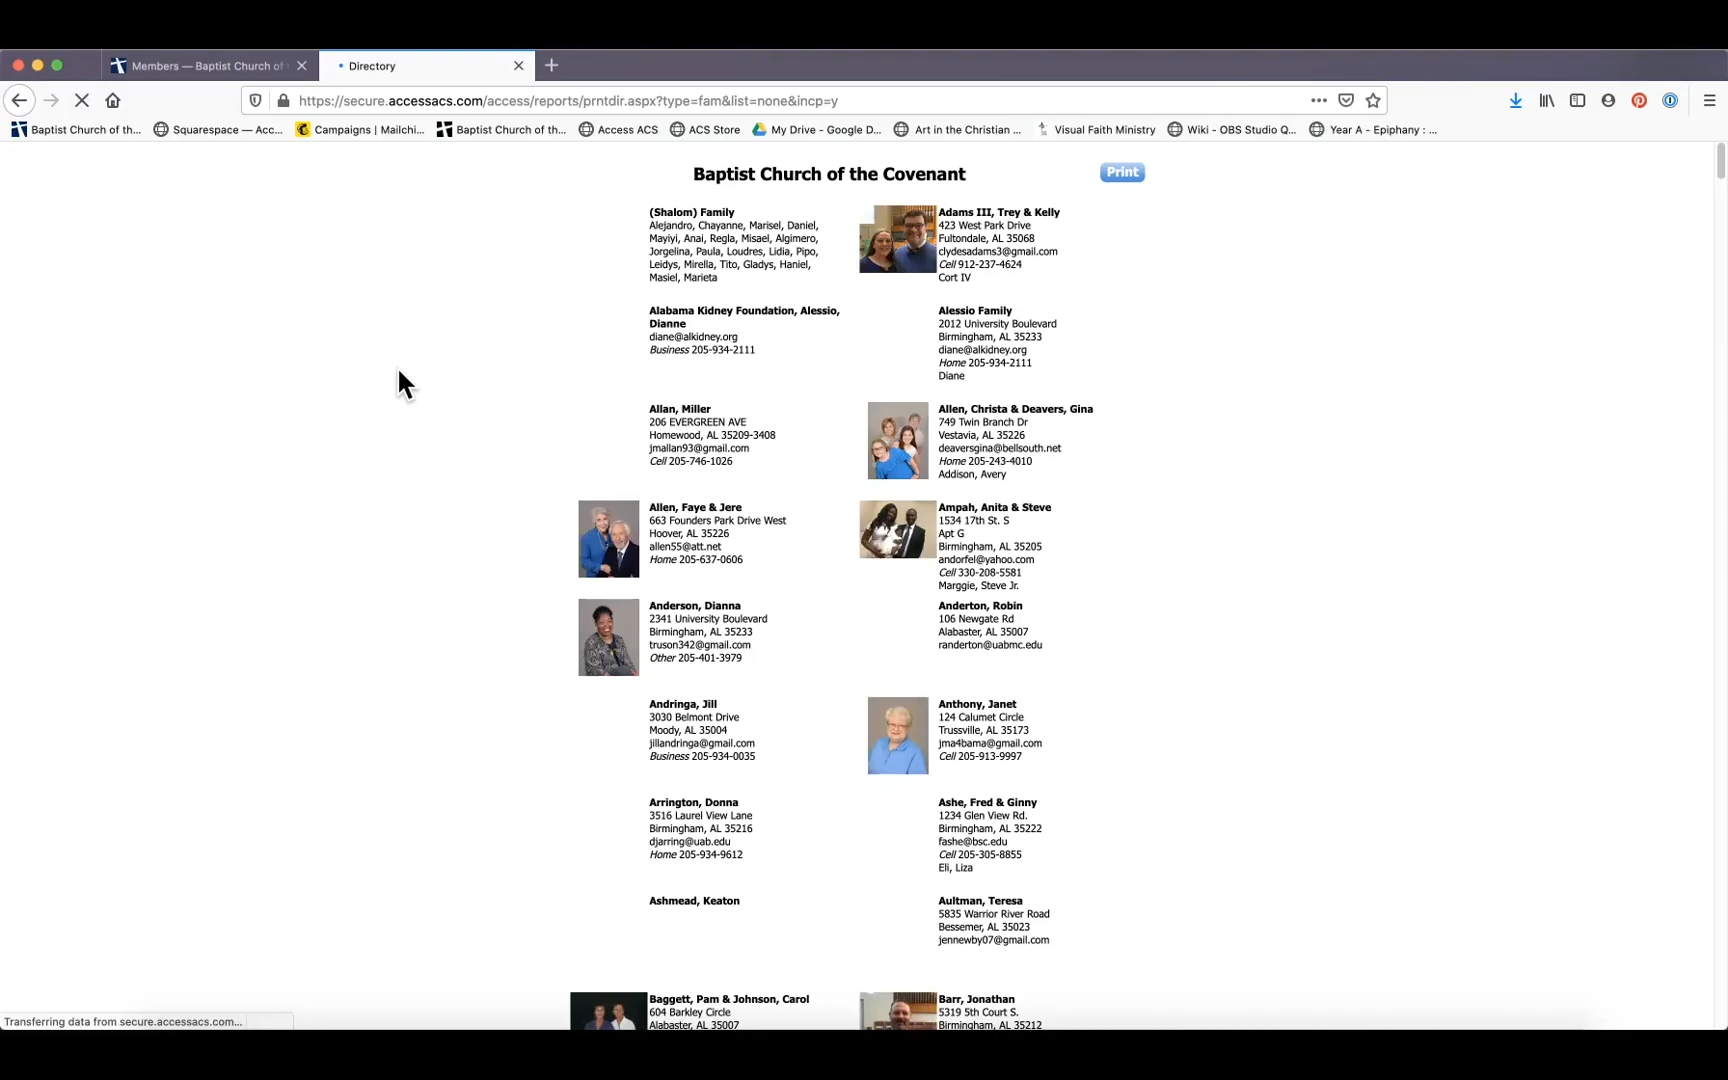 Members — Baptist Church of
Directory
https://secure.accessacs.com/access/reports/prntdir.aspx?type=fam&list=none&incp=y
Baptist Church of th...
Squarespace — Acc...
Campaigns | Mailchi...
Baptist Church of th...
Access ACS
ACS Store
My Drive - Google D...
Art in the Christian ...
Visual Faith Ministry
Wiki - OBS Studio Q...
Year A - Epiphany : ...
Baptist Church of the Covenant
Print
(Shalom) Family
Alejandro, Chayanne, Marisel, Daniel,
Mayiyi, Anai, Regla, Misael, Algimero,
Jorgelina, Paula, Loudres, Lidia, Pipo,
Leidys, Mirella, Tito, Gladys, Haniel,
Masiel, Marieta
Adams III, Trey & Kelly
423 West Park Drive
Fultondale, AL 35068
clydesadams3@gmail.com
Cell 912-237-4624
Cort IV
Alabama Kidney Foundation, Alessio,
Dianne
diane@alkidney.org
Business 205-934-2111
Alessio Family
2012 University Boulevard
Birmingham, AL 35233
diane@alkidney.org
Home 205-934-2111
Diane
Allan, Miller
206 EVERGREEN AVE
Homewood, AL 35209-3408
jmallan93@gmail.com
Cell 205-746-1026
Allen, Christa & Deavers, Gina
749 Twin Branch Dr
Vestavia, AL 35226
deaversgina@bellsouth.net
Home 205-243-4010
Addison, Avery
Allen, Faye & Jere
663 Founders Park Drive West
Hoover, AL 35226
allen55@att.net
Home 205-637-0606
Ampah, Anita & Steve
1534 17th St. S
Apt G
Birmingham, AL 35205
andorfel@yahoo.com
Cell 330-208-5581
Marggie, Steve Jr.
Anderson, Dianna
2341 University Boulevard
Birmingham, AL 35233
truson342@gmail.com
Other 205-401-3979
Anderton, Robin
106 Newgate Rd
Alabaster, AL 35007
randerton@uabmc.edu
Andringa, Jill
3030 Belmont Drive
Moody, AL 35004
jillandringa@gmail.com
Business 205-934-0035
Anthony, Janet
124 Calumet Circle
Trussville, AL 35173
jma4bama@gmail.com
Cell 205-913-9997
Arrington, Donna
3516 Laurel View Lane
Birmingham, AL 35216
djarring@uab.edu
Home 205-934-9612
Ashe, Fred & Ginny
1234 Glen View Rd.
Birmingham, AL 35222
fashe@bsc.edu
Cell 205-305-8855
Eli, Liza
Ashmead, Keaton
Aultman, Teresa
5835 Warrior River Road
Bessemer, AL 35023
jennewby07@gmail.com
Baggett, Pam & Johnson, Carol
604 Barkley Circle
Alabaster, AL 35007
Barr, Jonathan
5319 5th Court S.
Birmingham, AL 35212
Transferring data from secure.accessacs.com...